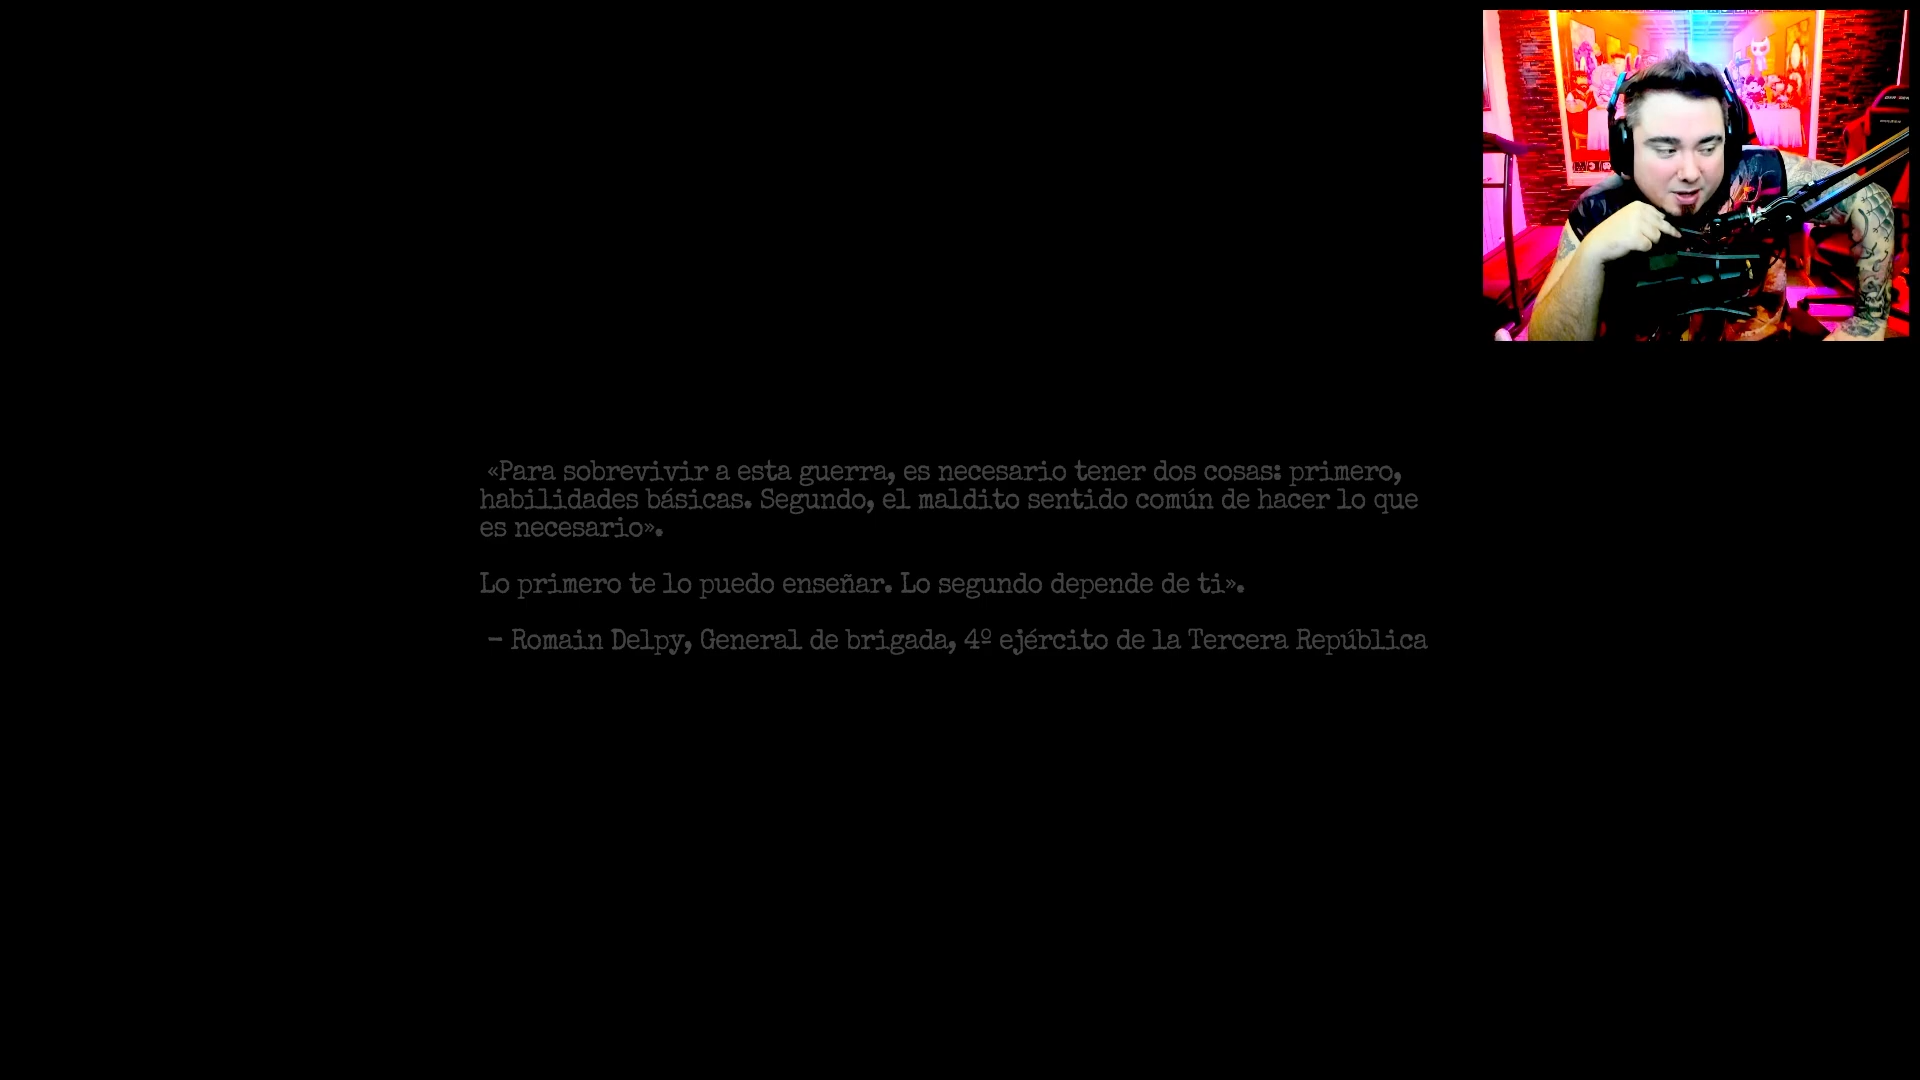 «Para sobrevivir a esta guerra, es necesario tener dos cosas: primero,
habilidades básicas. Segundo, el maldito sentido común de hacer lo que
es necesario».
Lo primero te lo puedo enseñar. Lo segundo depende de ti».
– Romain Delpy, General de brigada, 4º ejército de la Tercera República